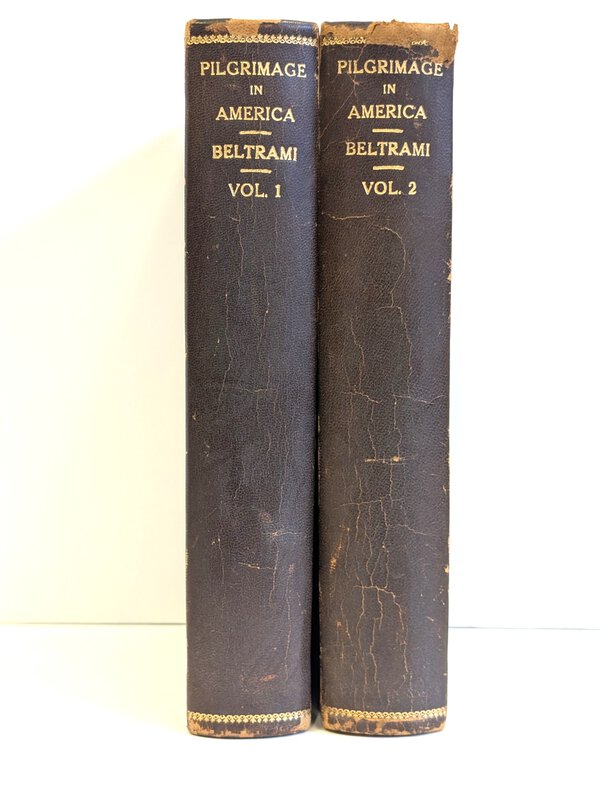 PILGRIMAGE
IN
AMERICA
BELTRAMI
VOL. 1
PILGRIMAGE
IN
AMERICA
BELTRAMI
VOL. 2